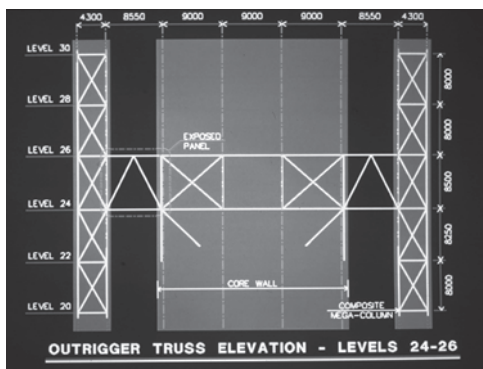 4300 8550 9000 9000 9000 8550 4300
LEVEL 30
LEVEL 28
LEVEL 26
LEVEL 24
LEVEL 22
LEVEL 20
EXPOSED
PANEL
8000
8000
8500
8250
8000
CORE WALL
COMPOSITE
MEGA-COLUMN
OUTRIGGER TRUSS ELEVATION - LEVELS 24-26